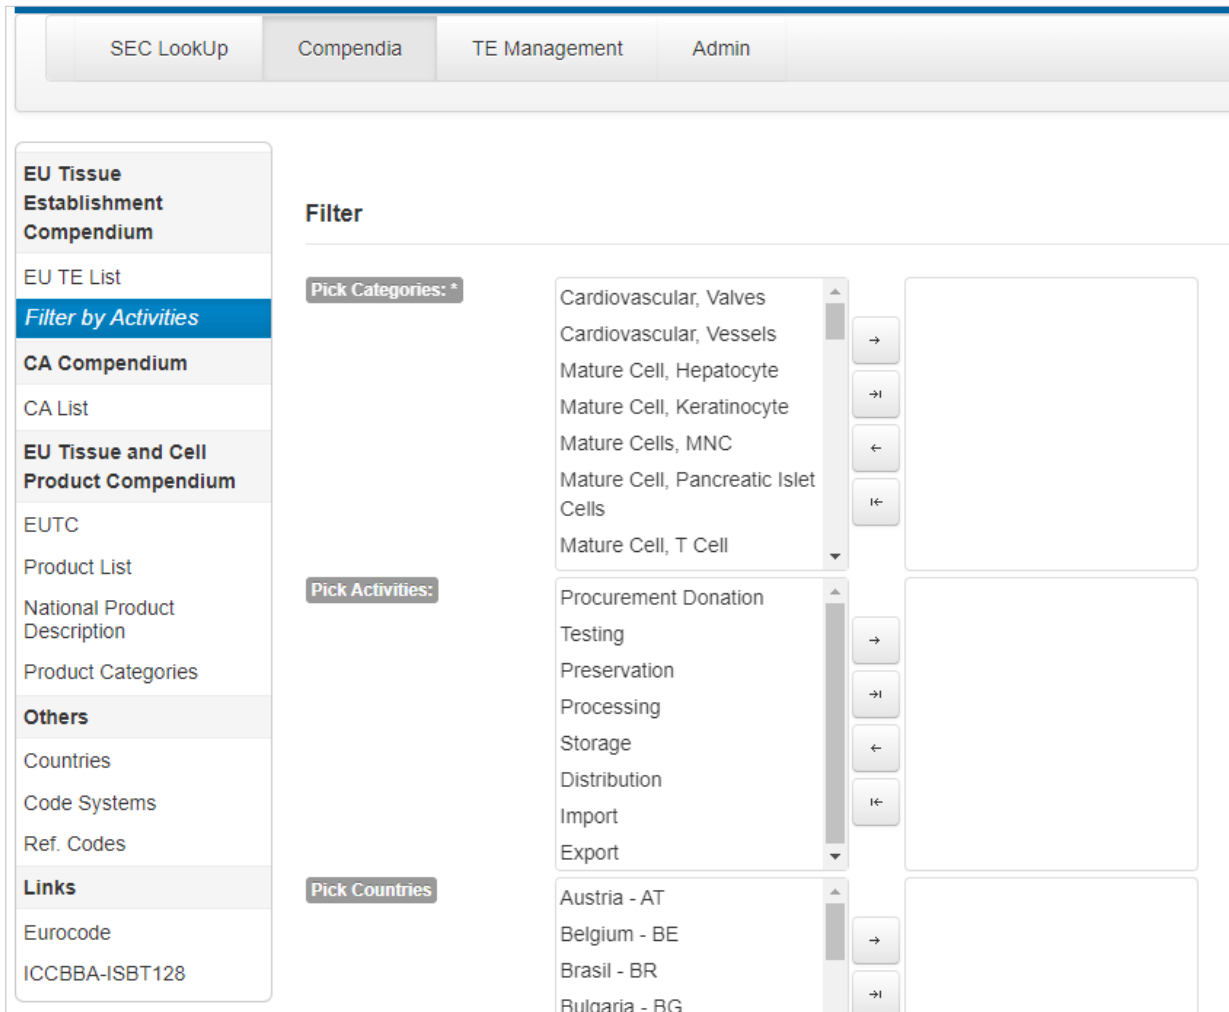 SEC LookUp
Compendia
TE Management
Admin
EU Tissue
Establishment
Compendium
EU TE List
Filter by Activities
CA Compendium
CA List
EU Tissue and Cell
Product Compendium
EUTC
Product List
National Product
Description
Product Categories
Others
Countries
Code Systems
Ref. Codes
Links
Eurocode
ICCBBA-ISBT128
Filter
Pick Categories: *
Cardiovascular, Valves
Cardiovascular, Vessels
Mature Cell, Hepatocyte
Mature Cell, Keratinocyte
Mature Cells, MNC
Mature Cell, Pancreatic Islet
Cells
Mature Cell, T Cell
Pick Activities:
Procurement Donation
Testing
Preservation
Processing
Storage
Distribution
Import
Export
Pick Countries
Austria - AT
Belgium - BE
Brasil - BR
Bulgaria - BG